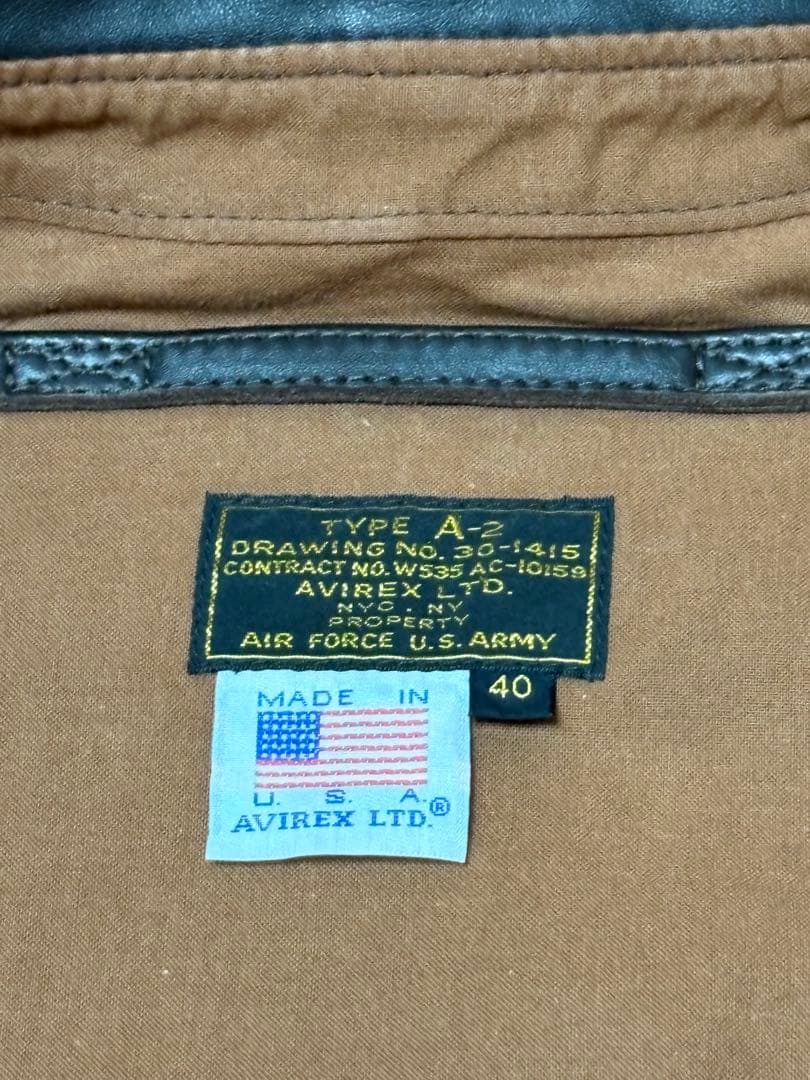 TYPE A-2
DRAWING NO. 30-1415
CONTRACT NO. W535 AC-10159
AVIREX LTD.
NYC. NY
PROPERTY
AIR FORCE U.S. ARMY
40
MADE IN
U. S. A.
AVIREX LTD.®